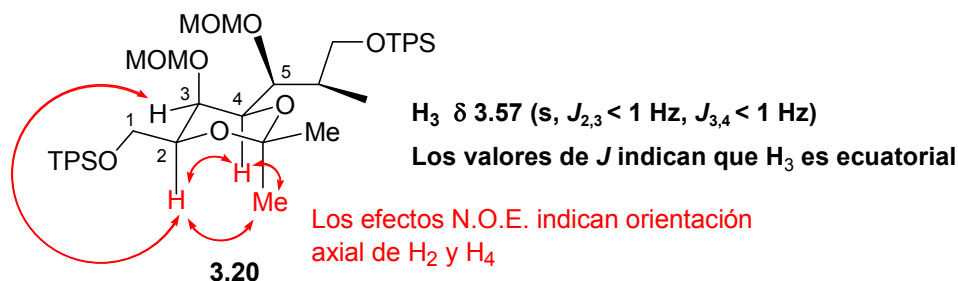 MOMO
OTPS
MOMO
5
3
H
4
O
H₃ δ 3.57 (s, J₂,₃ < 1 Hz, J₃,₄ < 1 Hz)
1
O
Me
2
TPSO
H
Los valores de J indican que H₃ es ecuatorial
H
Me
Los efectos N.O.E. indican orientación
axial de H₂ y H₄
3.20